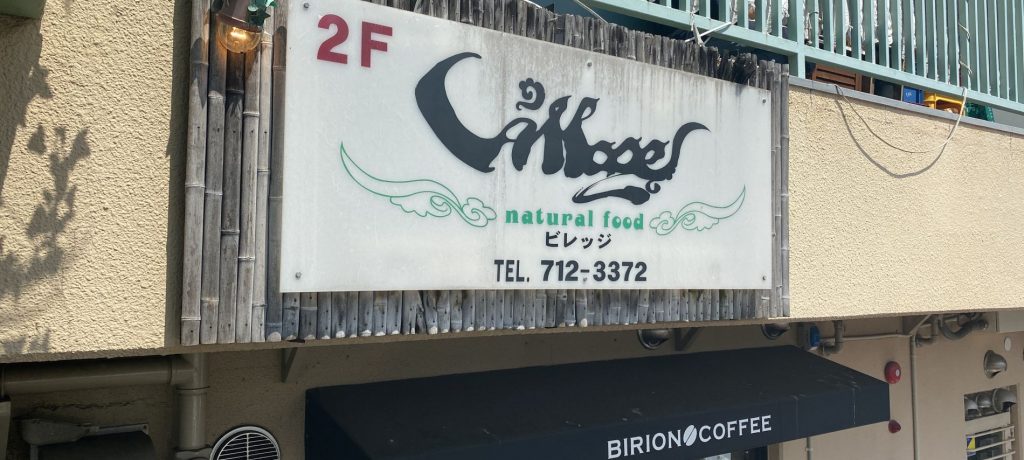 2F
Village
natural food
ビレッジ
TEL. 712-3372
BIRION COFFEE